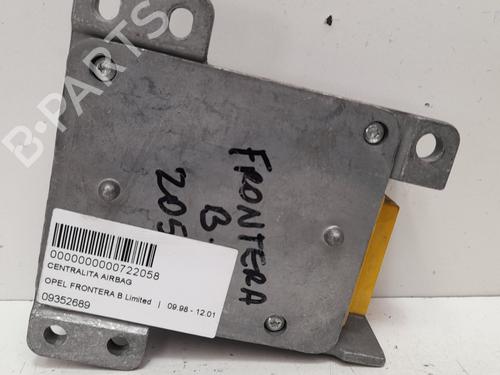 B-PARTS
FRONTERA
B.
205
0000000000722058
CENTRALITA AIRBAG
OPEL FRONTERA B Limited | 09.98 - 12.01
09352689